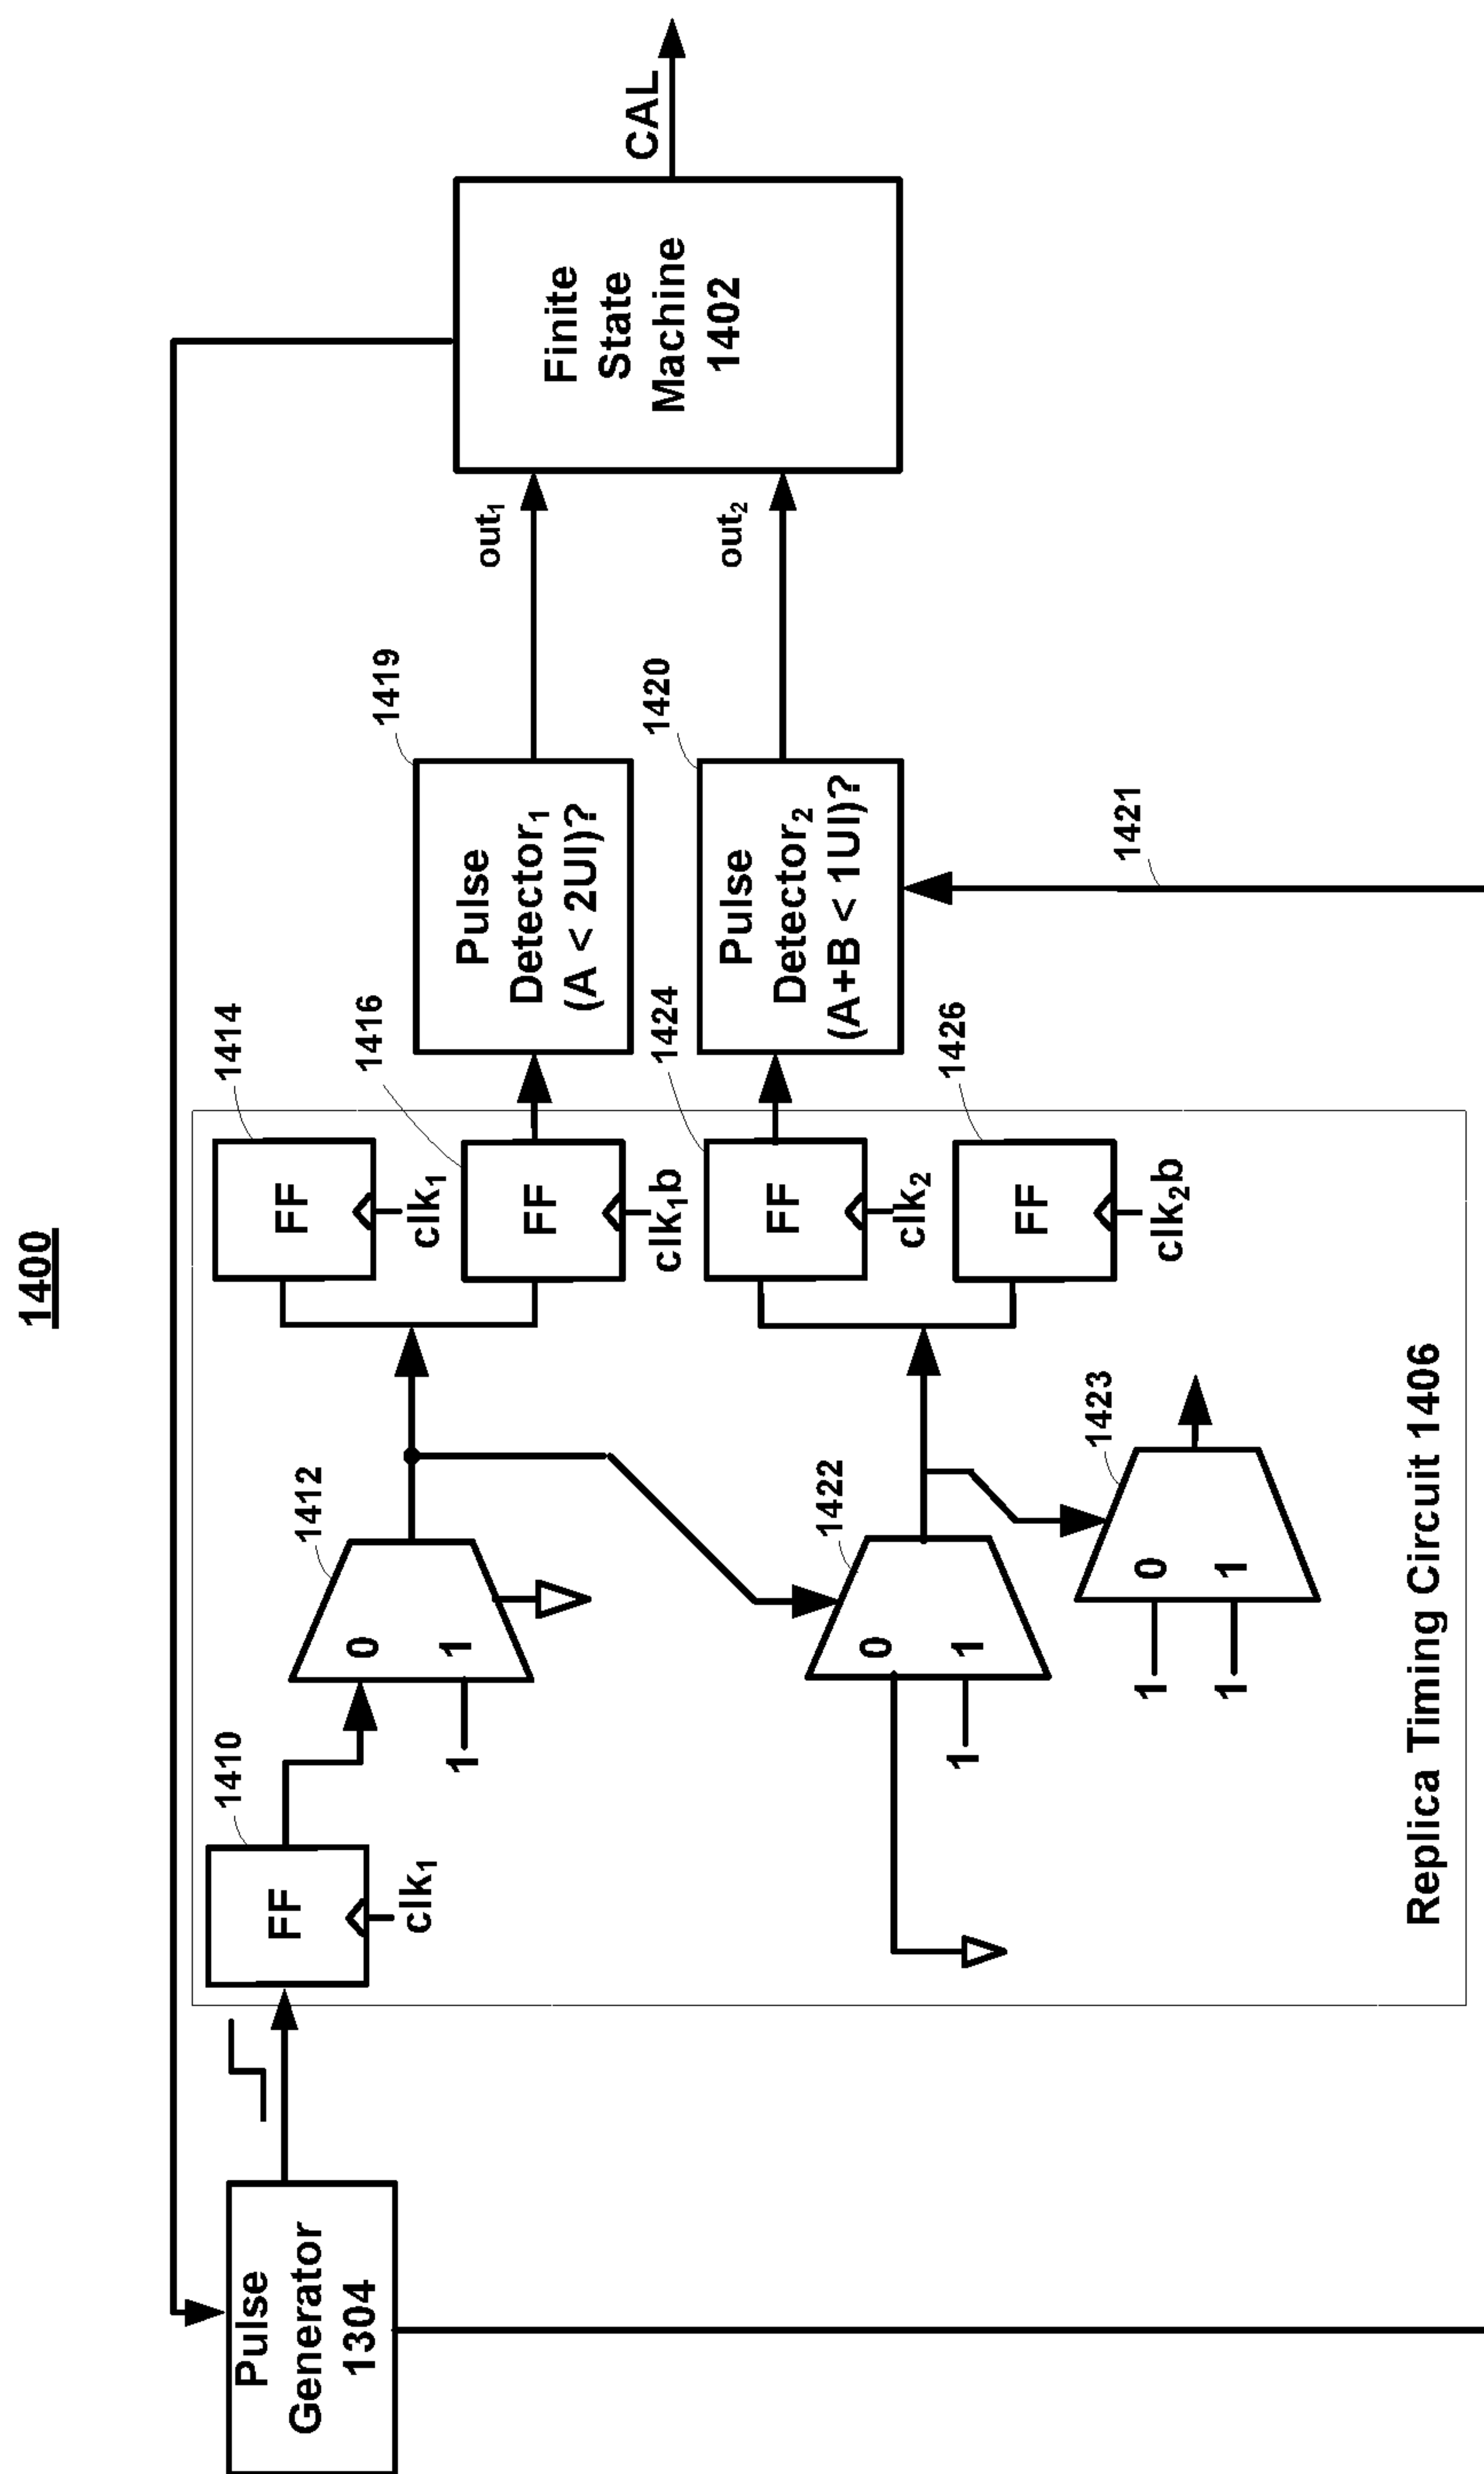 1400
Pulse
Generator
1304
1410
FF
clk₁
1412
0
1
1
1414
FF
clk₁
1416
FF
clk₁b
1419
Pulse
Detector₁
(A < 2UI)?
out₁
1422
0
1
1
1424
FF
clk₂
1426
FF
clk₂b
1420
Pulse
Detector₂
(A+B < 1UI)?
out₂
1421
1423
0
1
1
1
Replica Timing Circuit 1406
Finite
State
Machine
1402
CAL